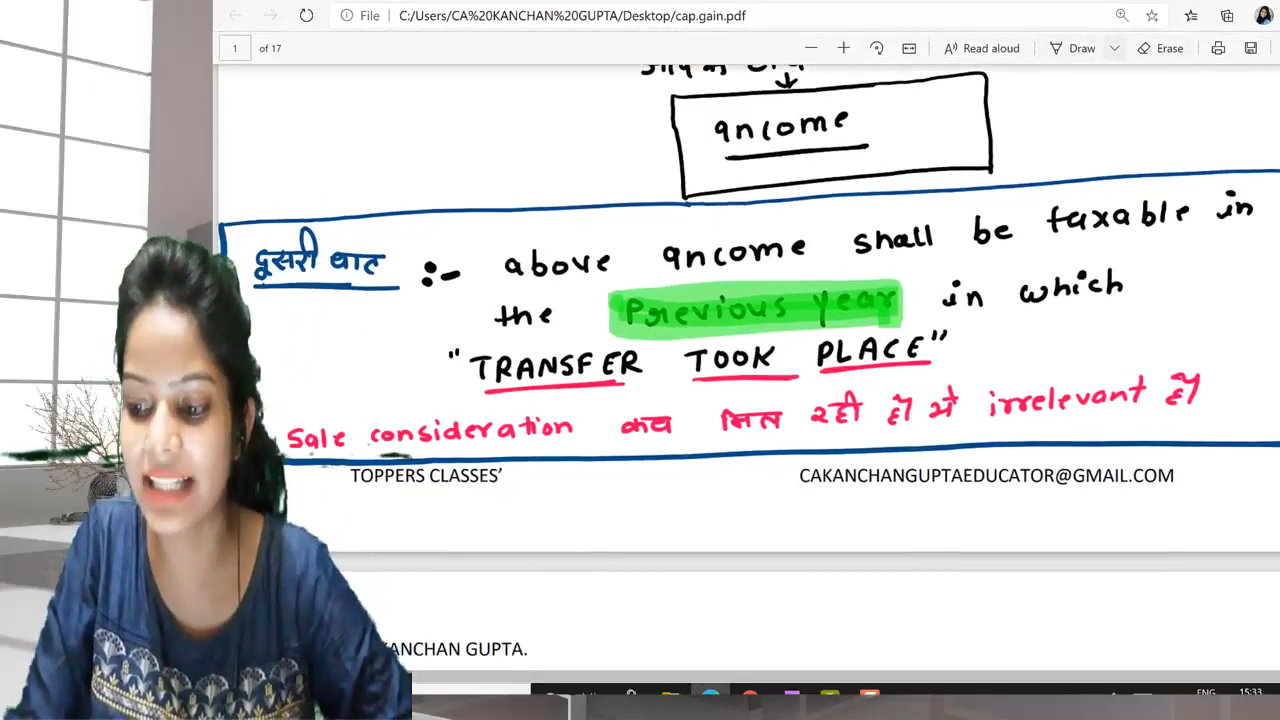 File C:/Users/CA%20KANCHAN%20GUPTA/Desktop/cap.gain.pdf
1 of 17 Read aloud Draw Erase
Income
दूसरी बात :- above Income shall be taxable in
the Previous year in which
"TRANSFER TOOK PLACE"
Sale consideration कब मिल रही है ये irrelevant है
TOPPERS CLASSES' CAKANCHANGUPTAEDUCATOR@GMAIL.COM
KANCHAN GUPTA.
ENG 15:33